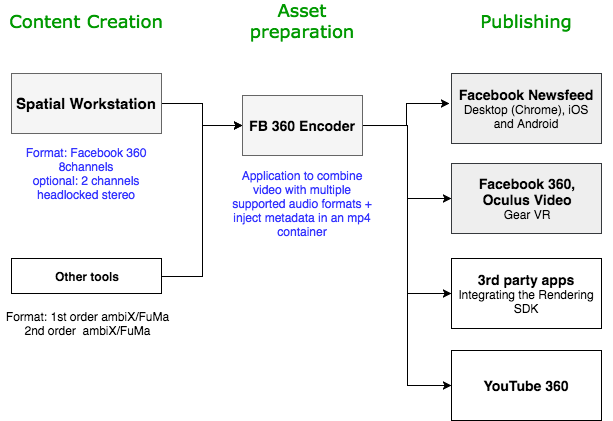 Content Creation
Asset
preparation
Publishing
Spatial Workstation
Format: Facebook 360
8channels
optional: 2 channels
headlocked stereo
Other tools
Format: 1st order ambiX/FuMa
2nd order ambiX/FuMa
FB 360 Encoder
Application to combine
video with multiple
supported audio formats +
inject metadata in an mp4
container
Facebook Newsfeed
Desktop (Chrome), iOS
and Android
Facebook 360,
Oculus Video
Gear VR
3rd party apps
Integrating the Rendering
SDK
YouTube 360